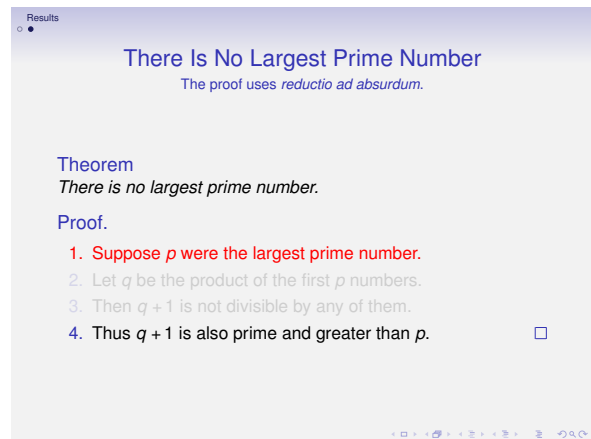 Results
There Is No Largest Prime Number
The proof uses reductio ad absurdum.
Theorem
There is no largest prime number.
Proof.
1. Suppose p were the largest prime number.
2. Let q be the product of the first p numbers.
3. Then q + 1 is not divisible by any of them.
4. Thus q + 1 is also prime and greater than p.